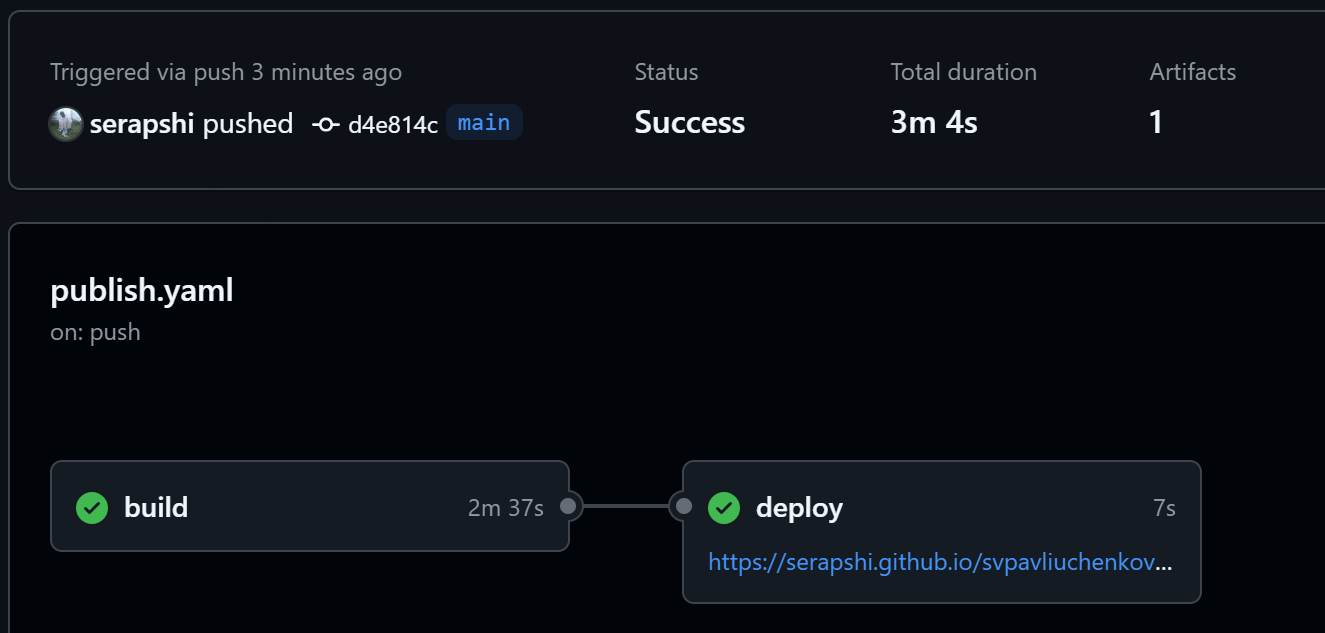 Triggered via push 3 minutes ago
serapshi pushed d4e814c main
Status
Success
Total duration
3m 4s
Artifacts
1
publish.yaml
on: push
build 2m 37s
deploy 7s
https://serapshi.github.io/svpavliuchenkov...